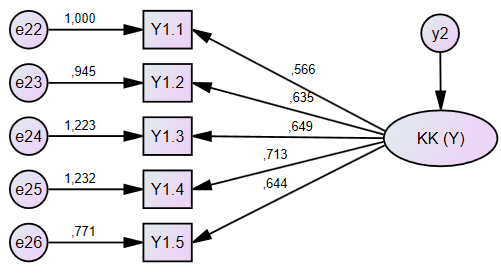 e22 1,000 Y1.1
y2
,566
e23 ,945 Y1.2
,635
e24 1,223 Y1.3 ,649 KK (Y)
e25 1,232 Y1.4 ,713
,644
e26 ,771 Y1.5